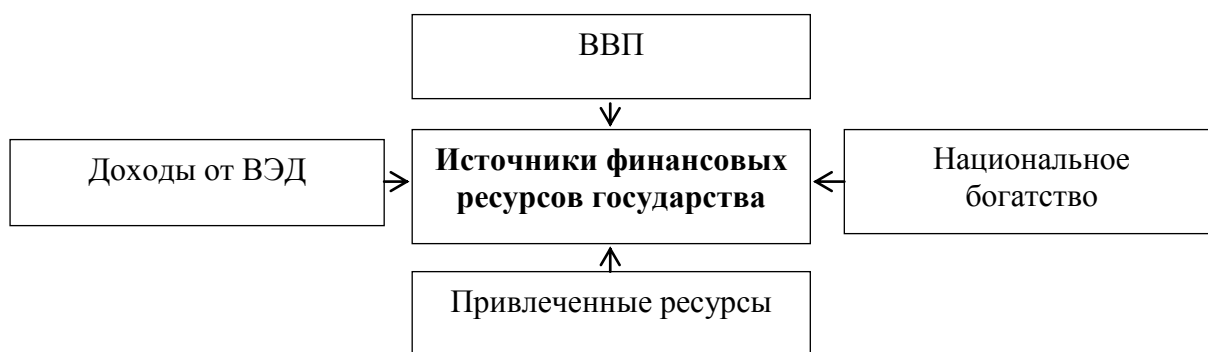 ВВП
Доходы от ВЭД
Источники финансовых
ресурсов государства
Национальное
богатство
Привлеченные ресурсы